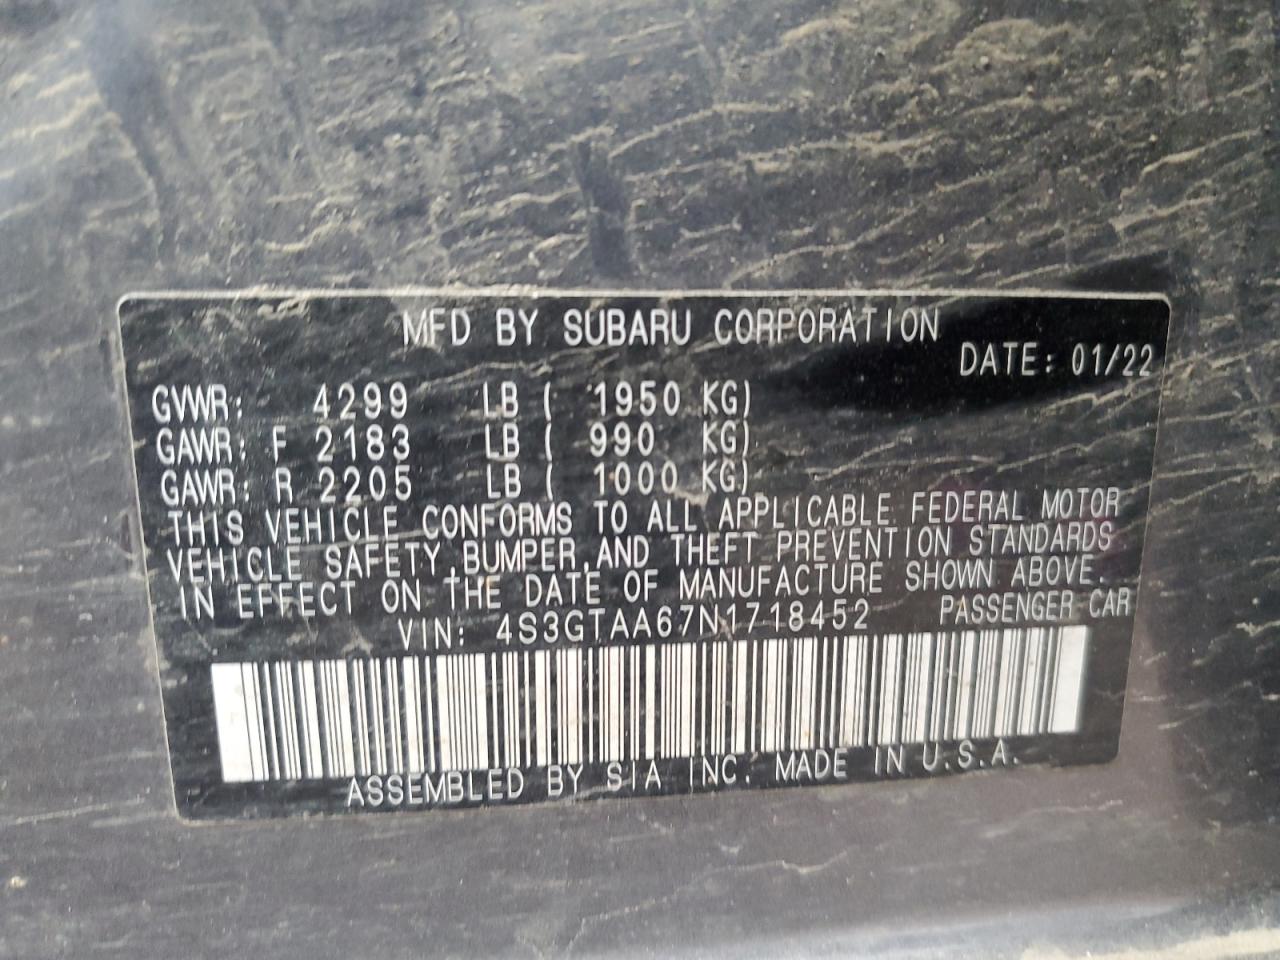 MFD BY SUBARU CORPORATION
DATE: 01/22
GVWR: 4299 LB ( 1950 KG)
GAWR: F 2183 LB ( 990 KG)
GAWR: R 2205 LB ( 1000 KG)
THIS VEHICLE CONFORMS TO ALL APPLICABLE FEDERAL MOTOR
VEHICLE SAFETY, BUMPER, AND THEFT PREVENTION STANDARDS
IN EFFECT ON THE DATE OF MANUFACTURE SHOWN ABOVE.
VIN: 4S3GTAA67N1718452 PASSENGER CAR
ASSEMBLED BY SIA INC. MADE IN U.S.A.